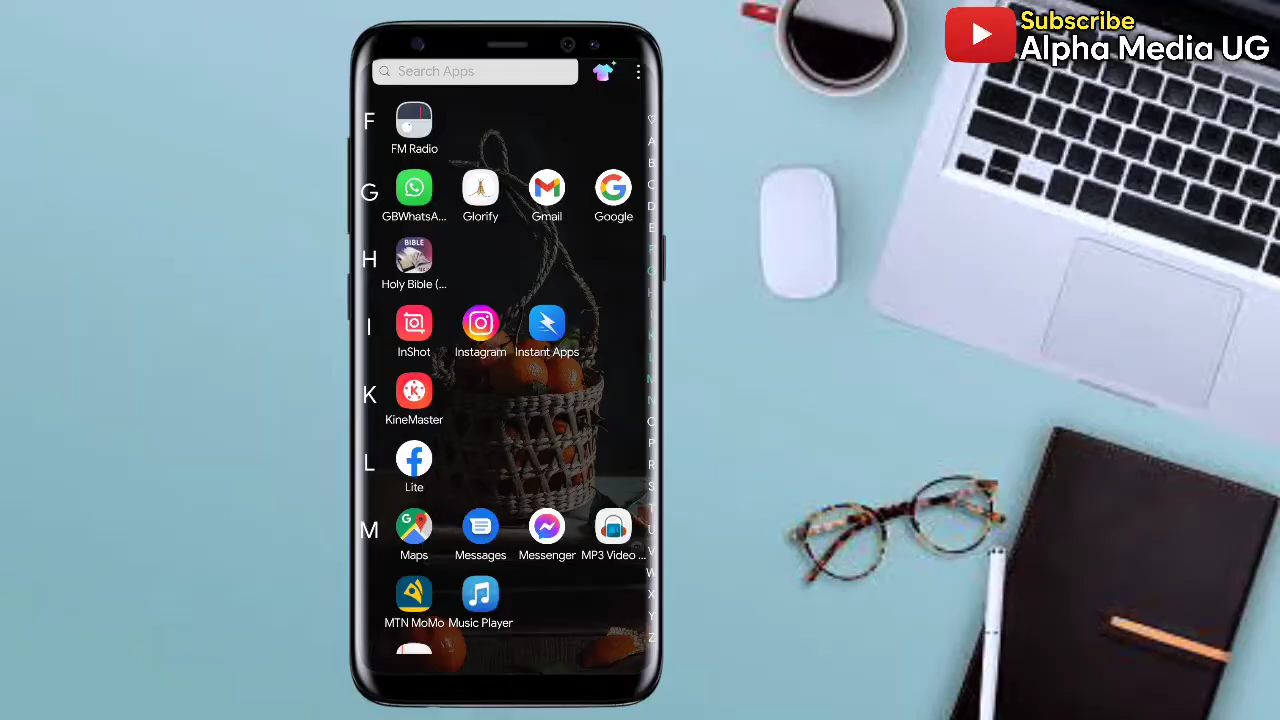 Subscribe
Alpha Media UG
Search Apps
F
FM Radio
G
GBWhatsA...
Glorify
Gmail
Google
H
BIBLE
Holy Bible (...
I
InShot
Instagram
Instant Apps
K
KineMaster
L
Lite
M
Maps
Messages
Messenger
MP3 Video ...
MTN MoMo
Music Player
A
B
C
D
E
F
G
H
I
K
L
M
N
O
P
R
S
T
U
V
W
X
Y
Z